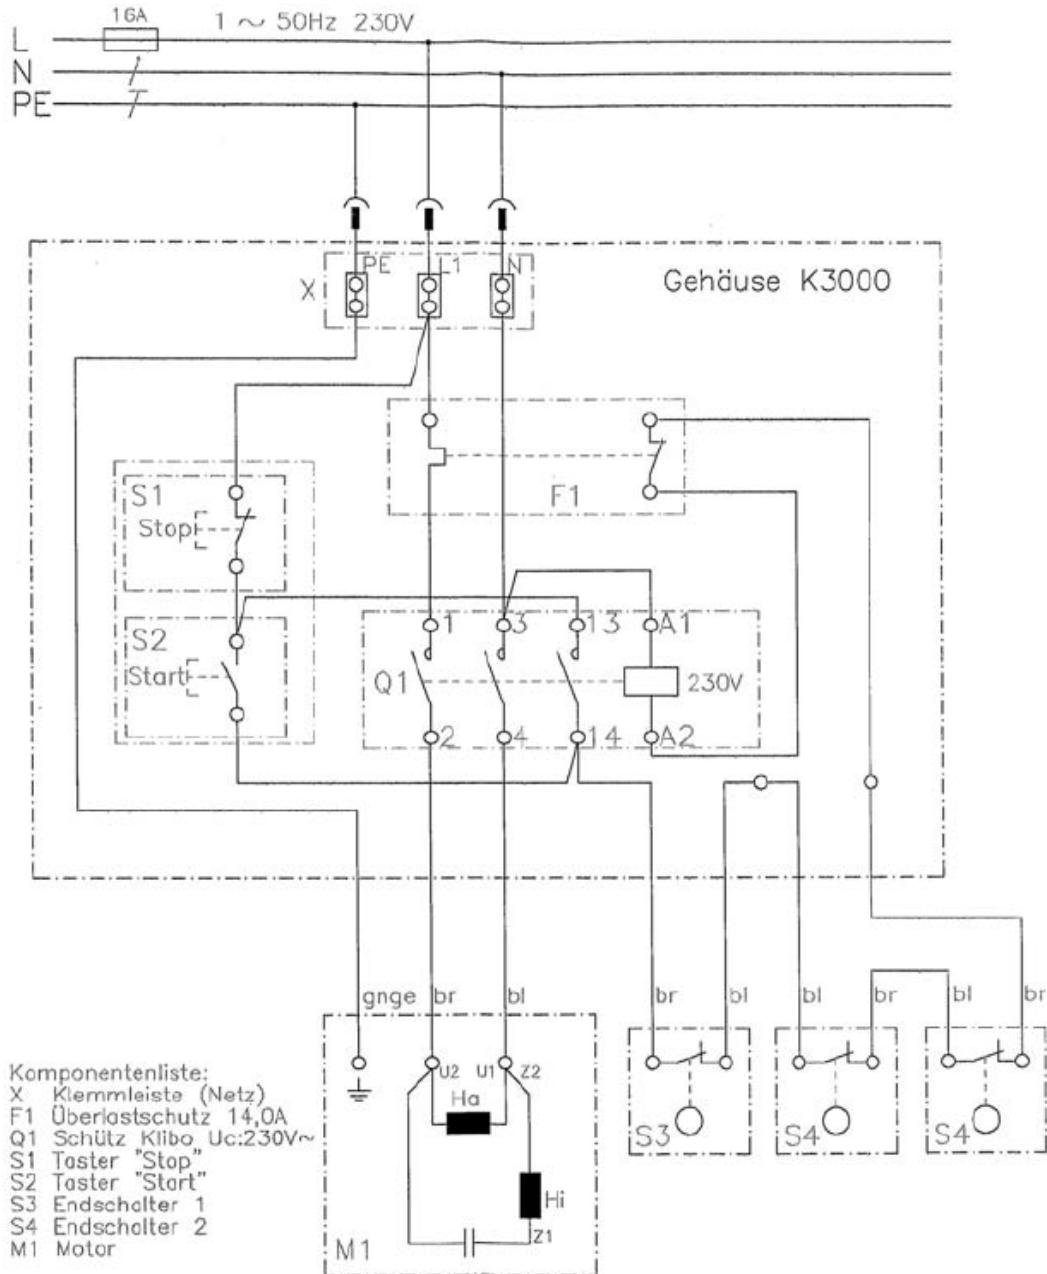 16A
1 ~ 50Hz 230V
L
N
PE
PE L1 N
X
Gehäuse K3000
S1
Stop
F1
S2
Start
1 3 13 A1
Q1
230V
2 4 14 A2
gnge br bl
br bl bl br bl br
U2 U1 Z2
Ha
S3
S4
S4
Hi
Z1
M1
Komponentenliste:
X Klemmleiste (Netz)
F1 Überlastschutz 14,0A
Q1 Schütz Klibo Uc:230V~
S1 Taster "Stop"
S2 Taster "Start"
S3 Endschalter 1
S4 Endschalter 2
M1 Motor